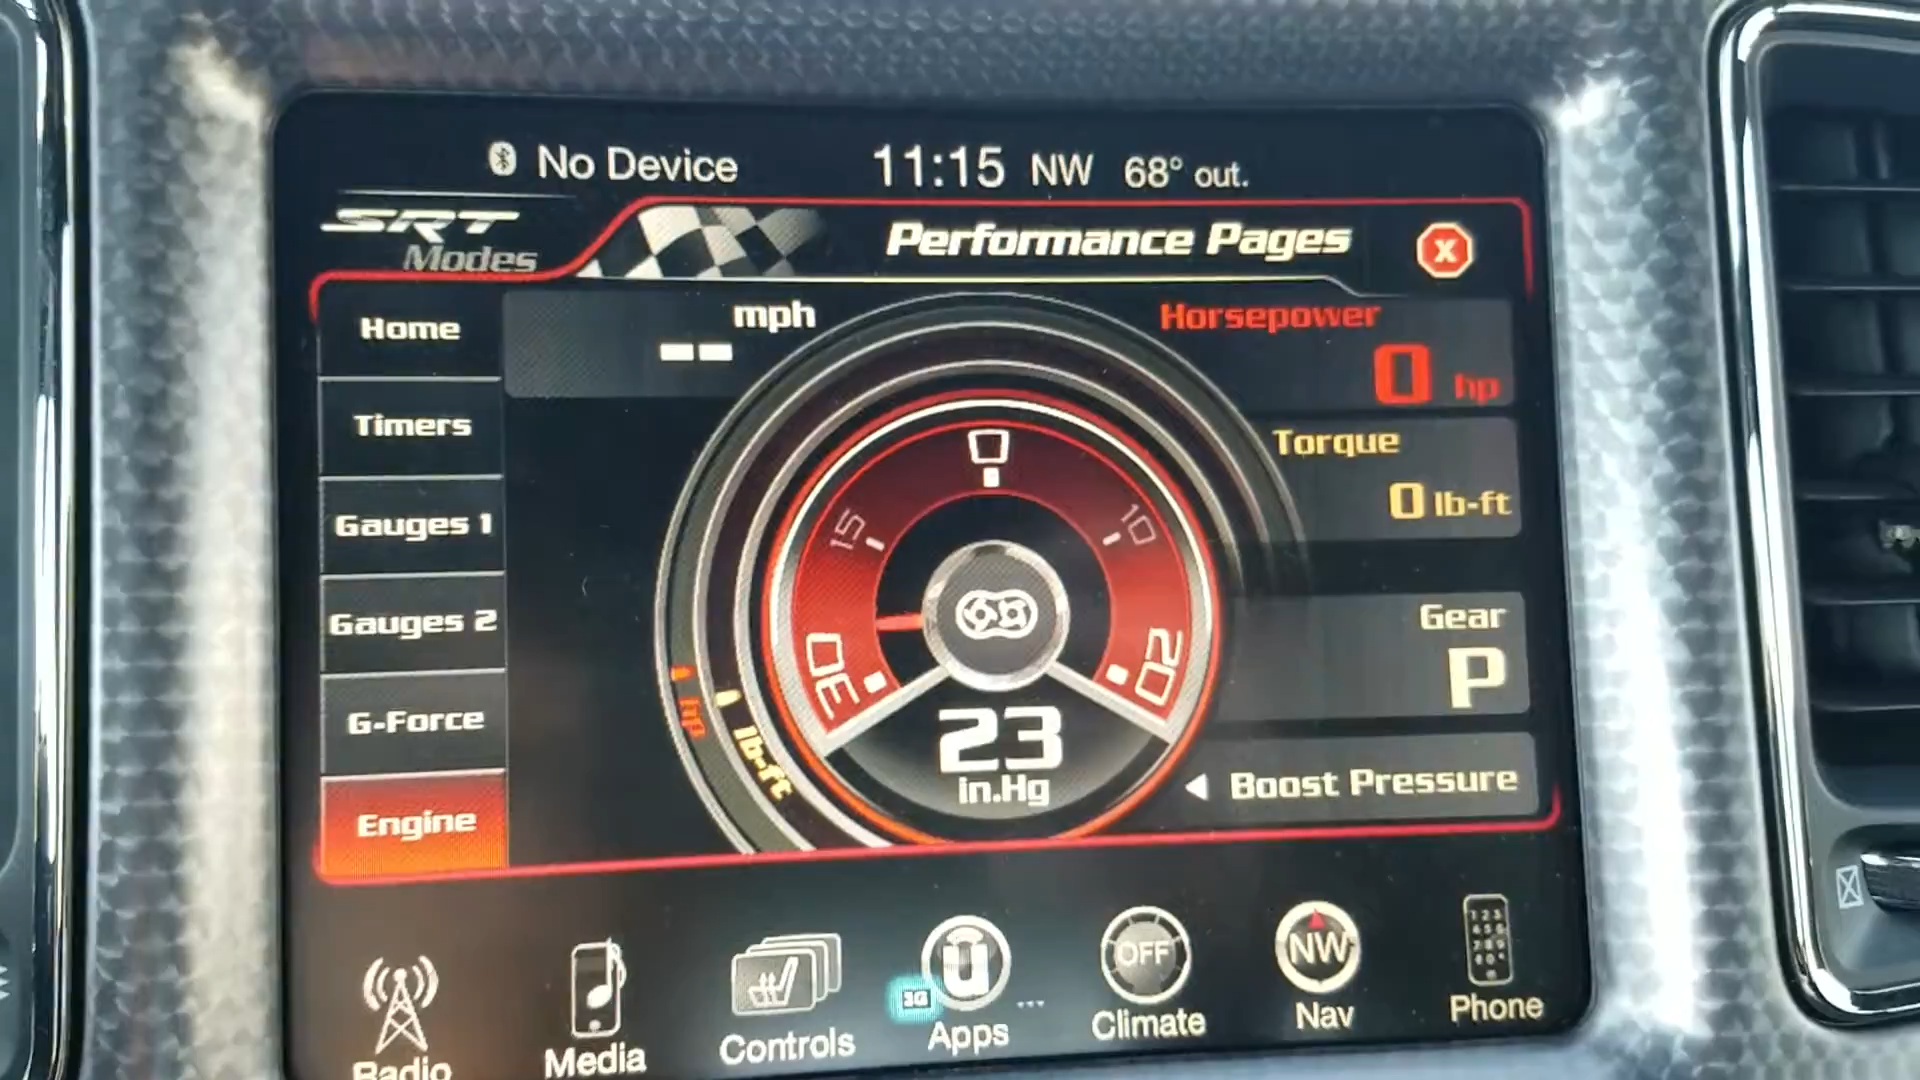 No Device 11:15 NW 68° out.
SRT
Modes
Performance Pages X
Home
Timers
Gauges 1
Gauges 2
G-Force
Engine
mph
--
Horsepower
0 hp
Torque
0 lb-ft
Gear
P
Boost Pressure
0
15
10
30
20
hp
lb-ft
23
in.Hg
Radio
Media
Controls
3G
Apps
OFF
Climate
NW
Nav
Phone